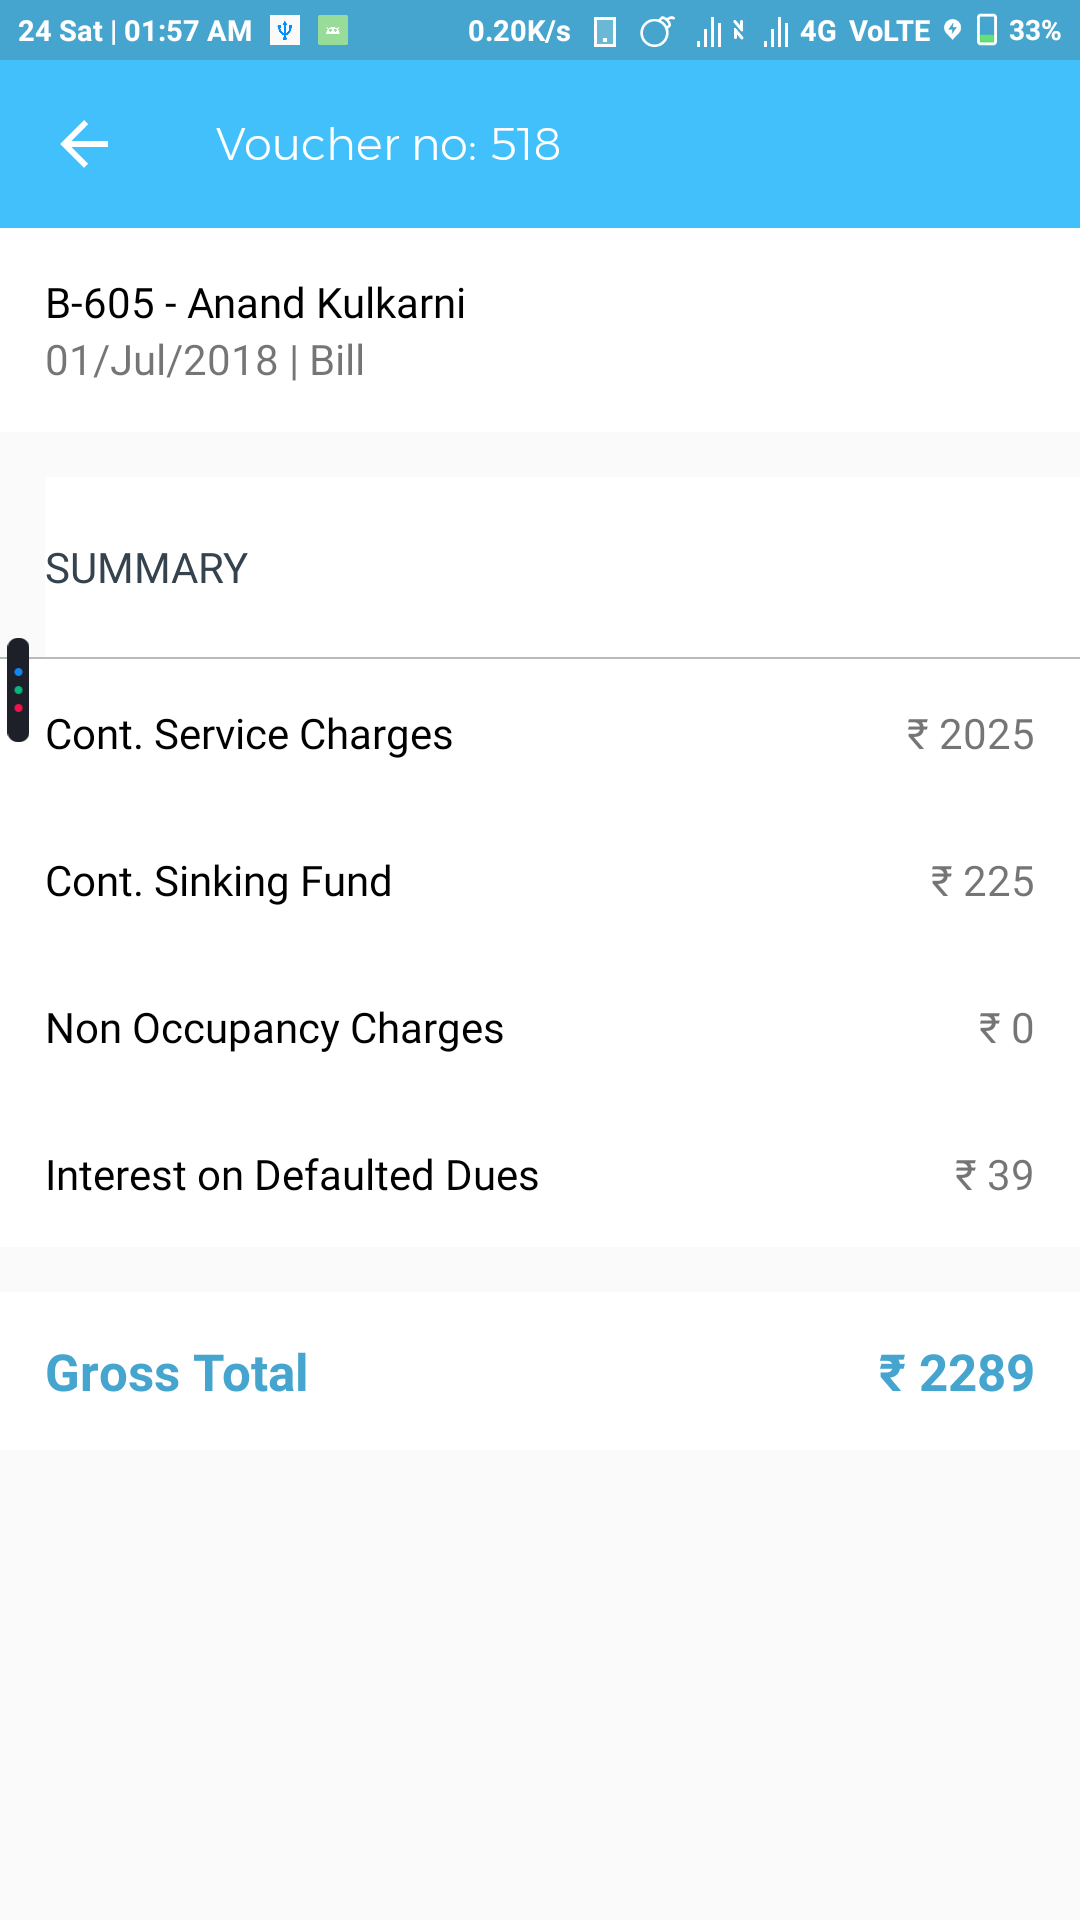 24 Sat | 01:57 AM 0.20K/s 4G VoLTE 33%
Voucher no: 518
B-605 - Anand Kulkarni
01/Jul/2018 | Bill
SUMMARY
Cont. Service Charges ₹ 2025
Cont. Sinking Fund ₹ 225
Non Occupancy Charges ₹ 0
Interest on Defaulted Dues ₹ 39
Gross Total ₹ 2289